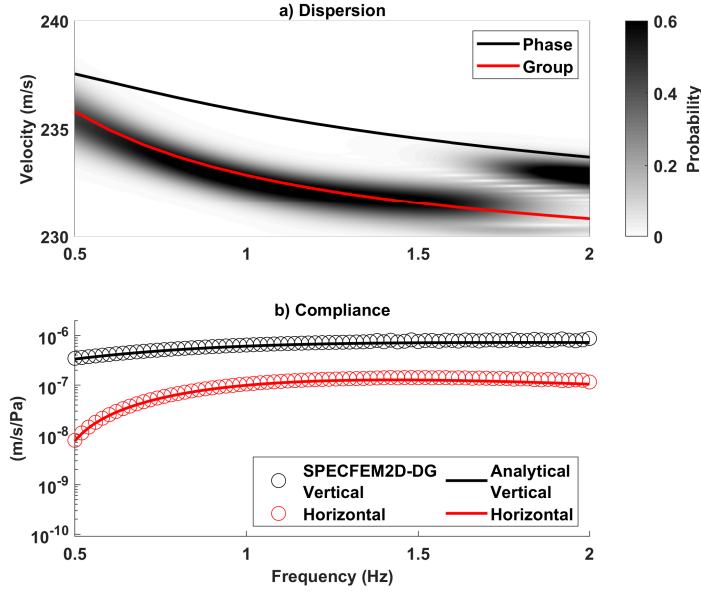 a) Dispersion
240
235
230
Velocity (m/s)
0.5
1
1.5
2
Phase
Group
0.6
0.4
0.2
0
Probability
b) Compliance
10-6
10-7
10-8
10-9
10-10
(m/s/Pa)
SPECFEM2D-DG
Vertical
Horizontal
Analytical
Vertical
Horizontal
0.5
1
1.5
2
Frequency (Hz)